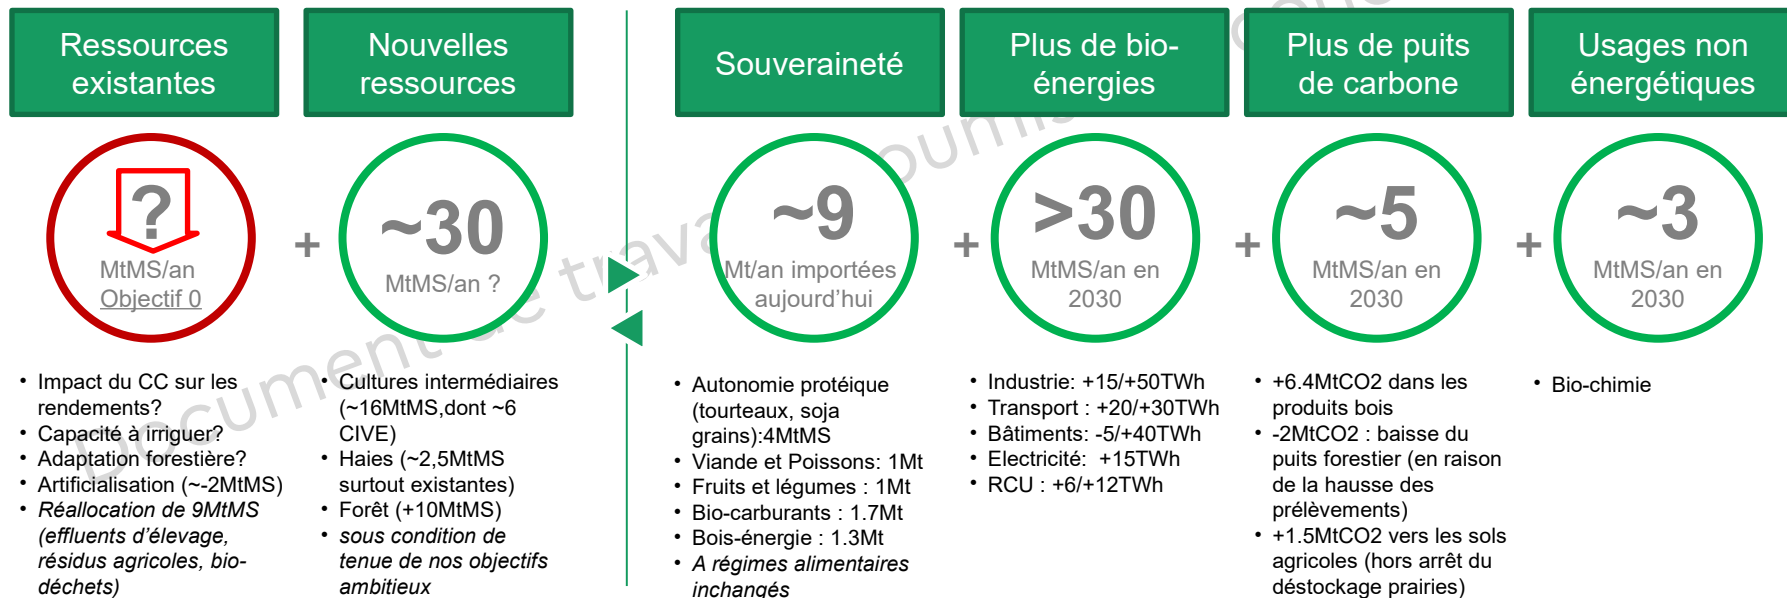 Ressources
existantes
?
MtMS/an
Objectif 0
• Impact du CC sur les
rendements?
• Capacité à irriguer?
• Adaptation forestière?
• Artificialisation (~-2MtMS)
• Réallocation de 9MtMS
(effluents d’élevage,
résidus agricoles, bio-
déchets)
+
Nouvelles
ressources
~30
MtMS/an ?
• Cultures intermédiaires
(~16MtMS,dont ~6
CIVE)
• Haies (~2,5MtMS
surtout existantes)
• Forêt (+10MtMS)
• sous condition de
tenue de nos objectifs
ambitieux
Souveraineté
~9
Mt/an importées
aujourd’hui
• Autonomie protéique
(tourteaux, soja
grains):4MtMS
• Viande et Poissons: 1Mt
• Fruits et légumes : 1Mt
• Bio-carburants : 1.7Mt
• Bois-énergie : 1.3Mt
• A régimes alimentaires
inchangés
+
Plus de bio-
énergies
>30
MtMS/an en
2030
• Industrie: +15/+50TWh
• Transport : +20/+30TWh
• Bâtiments: -5/+40TWh
• Electricité: +15TWh
• RCU : +6/+12TWh
+
Plus de puits
de carbone
~5
MtMS/an en
2030
• +6.4MtCO2 dans les
produits bois
• -2MtCO2 : baisse du
puits forestier (en raison
de la hausse des
prélèvements)
• +1.5MtCO2 vers les sols
agricoles (hors arrêt du
déstockage prairies)
+
Usages non
énergétiques
~3
MtMS/an en
2030
• Bio-chimie
Document de